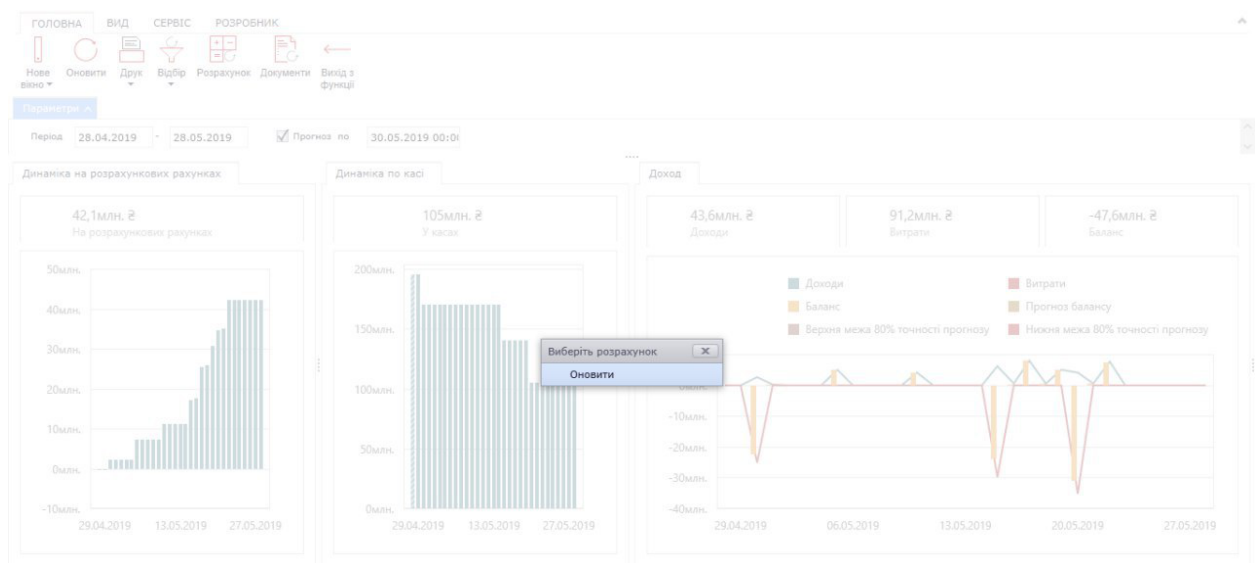 ГОЛОВНА ВИД СЕРВІС РОЗРОБНИК
Нове вікно Оновити Друк Відбір Розрахунок Документи Вихід з функції
Параметри
Період 28.04.2019 - 28.05.2019 Прогноз по 30.05.2019 00:0
Динаміка на розрахункових рахунках
42,1млн. ₴
На розрахункових рахунках
50млн.
40млн.
30млн.
20млн.
10млн.
0млн.
-10млн.
29.04.2019 13.05.2019 27.05.2019
Динаміка по касі
105млн. ₴
У касах
200млн.
150млн.
100млн.
50млн.
0млн.
29.04.2019 13.05.2019 27.05.2019
Доход
43,6млн. ₴ 91,2млн. ₴ -47,6млн. ₴
Доходи Витрати Баланс
Доходи Витрати
Баланс Прогноз балансу
Верхня межа 80% точності прогнозу Нижня межа 80% точності прогнозу
0млн.
-10млн.
-20млн.
-30млн.
-40млн.
29.04.2019 06.05.2019 13.05.2019 20.05.2019 27.05.2019
Виберіть розрахунок
Оновити